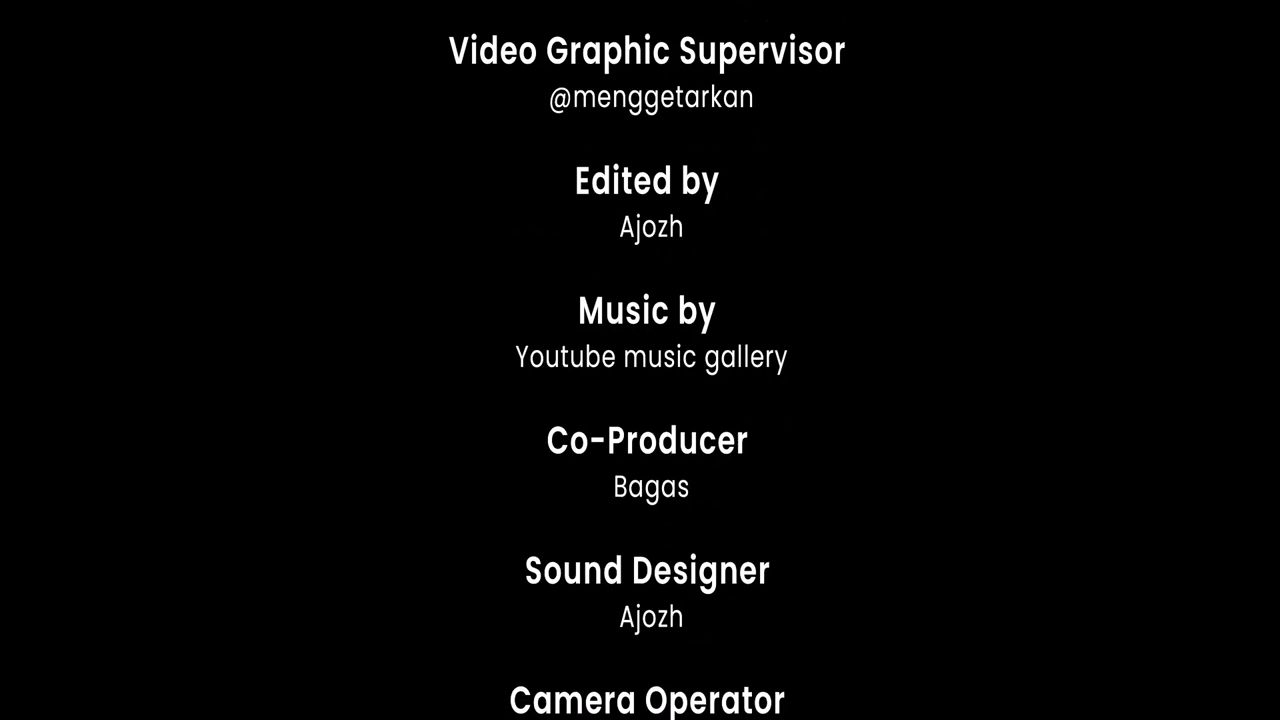 Video Graphic Supervisor
@menggetarkan
Edited by
Ajozh
Music by
Youtube music gallery
Co-Producer
Bagas
Sound Designer
Ajozh
Camera Operator